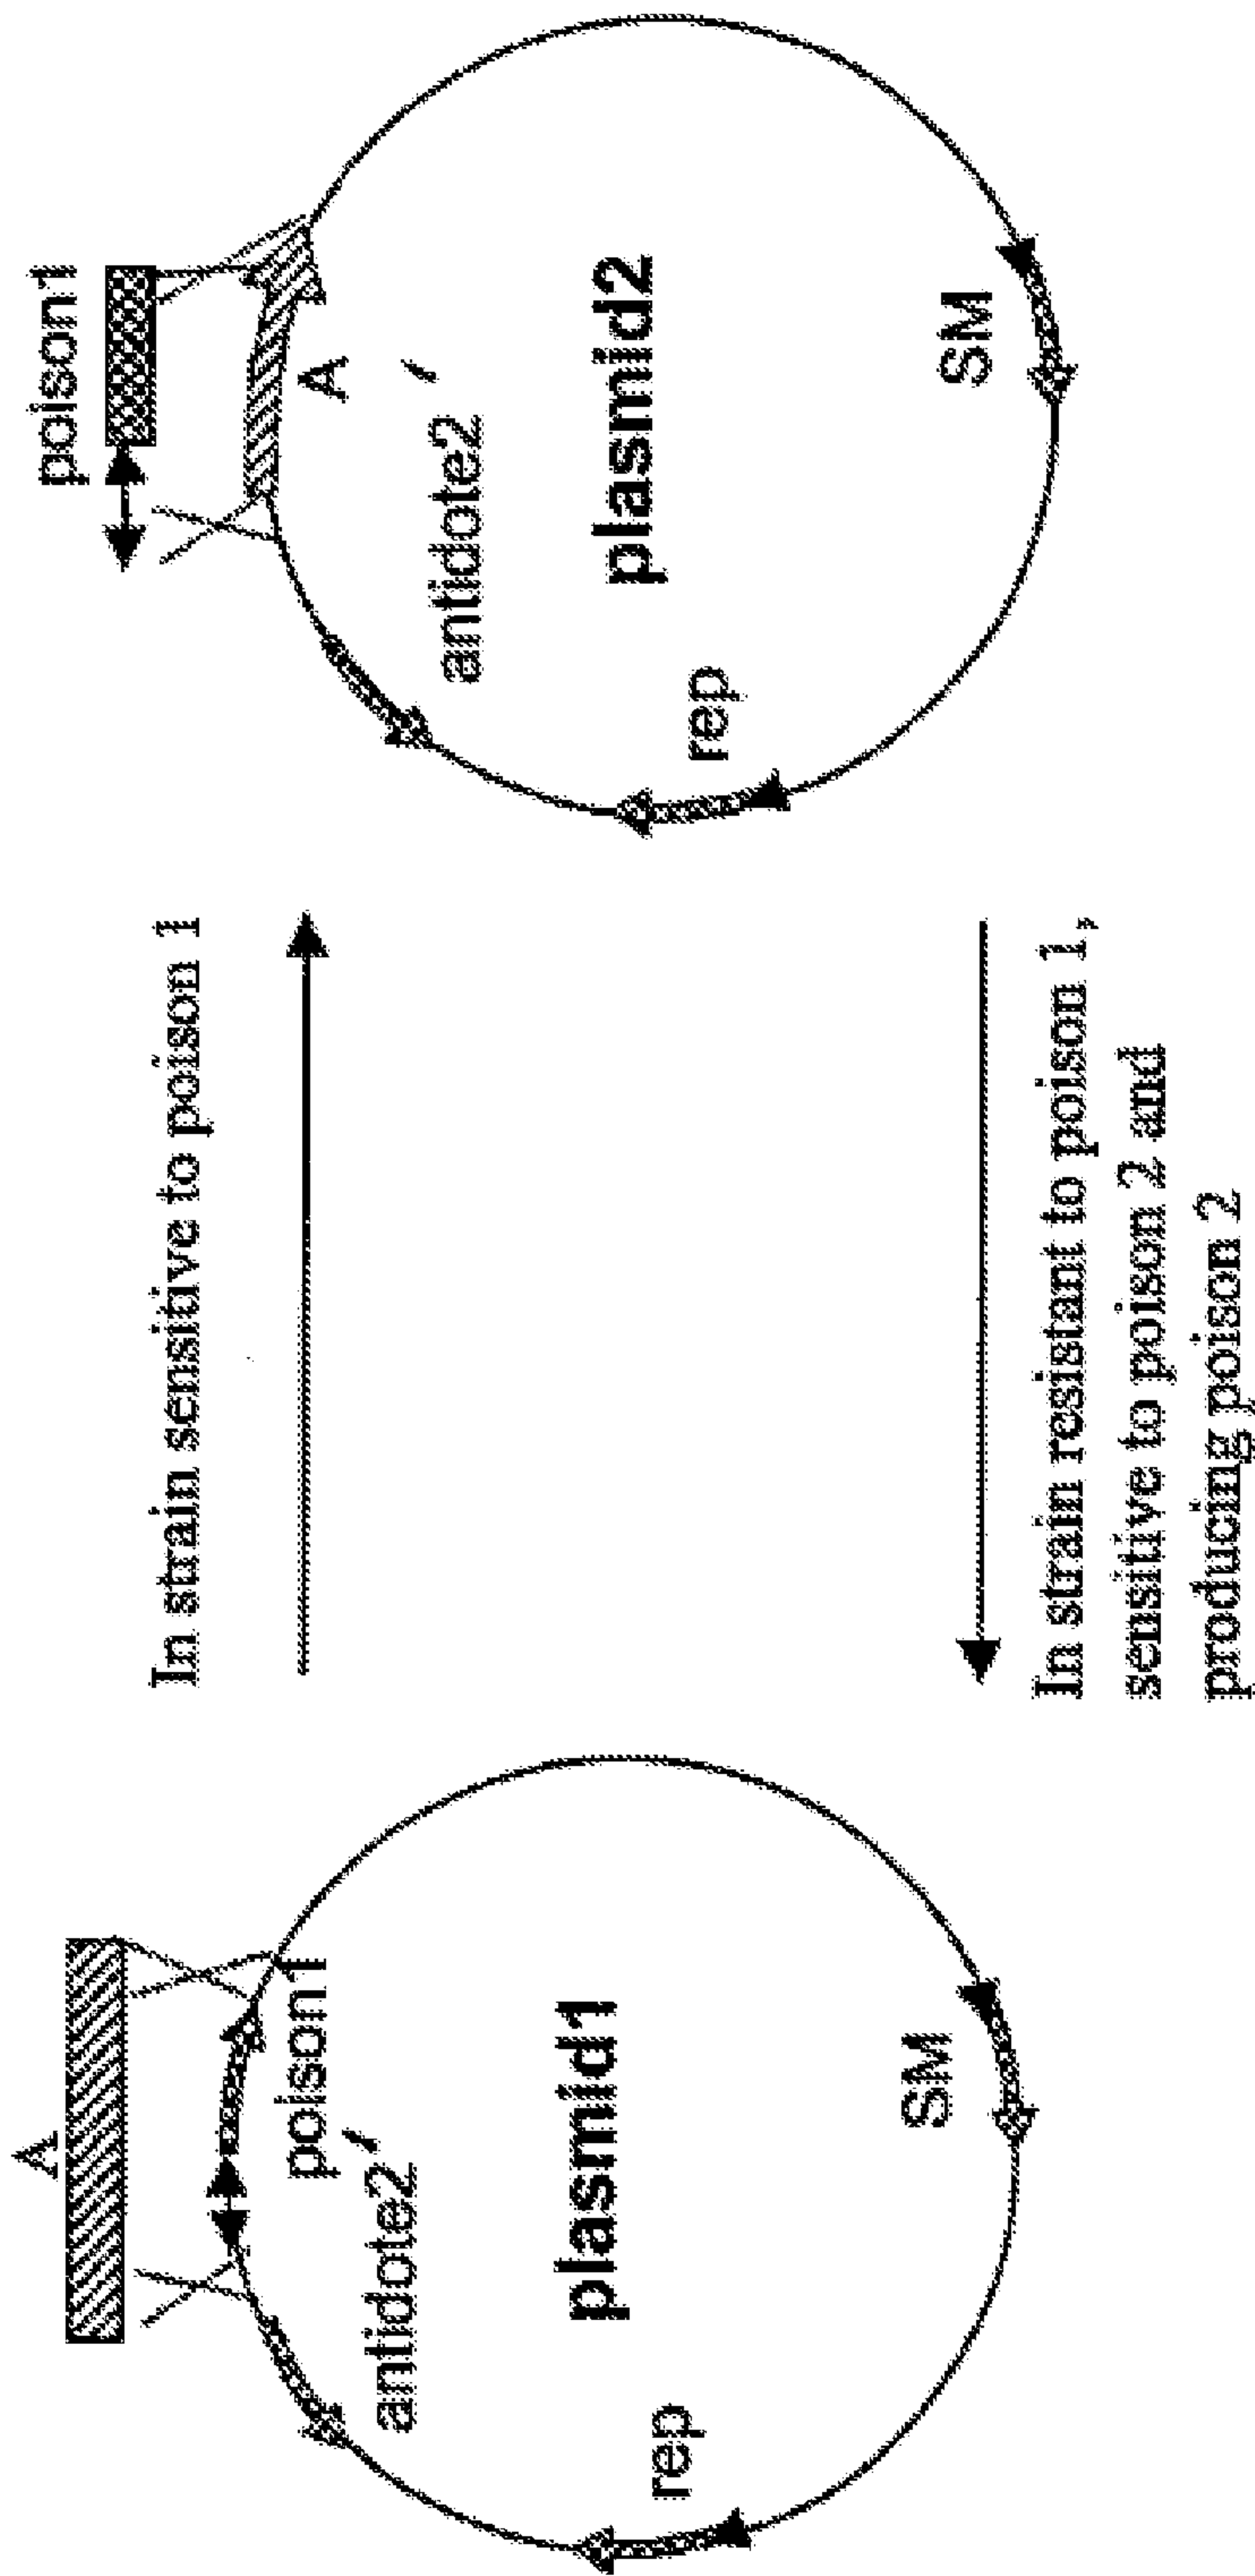 A
poison1
antidote2'
plasmid1
rep
SM
In strain sensitive to poison 1
In strain resistant to poison 1,
sensitive to poison 2 and
producing poison 2
poison1
A
antidote2'
plasmid2
rep
SM